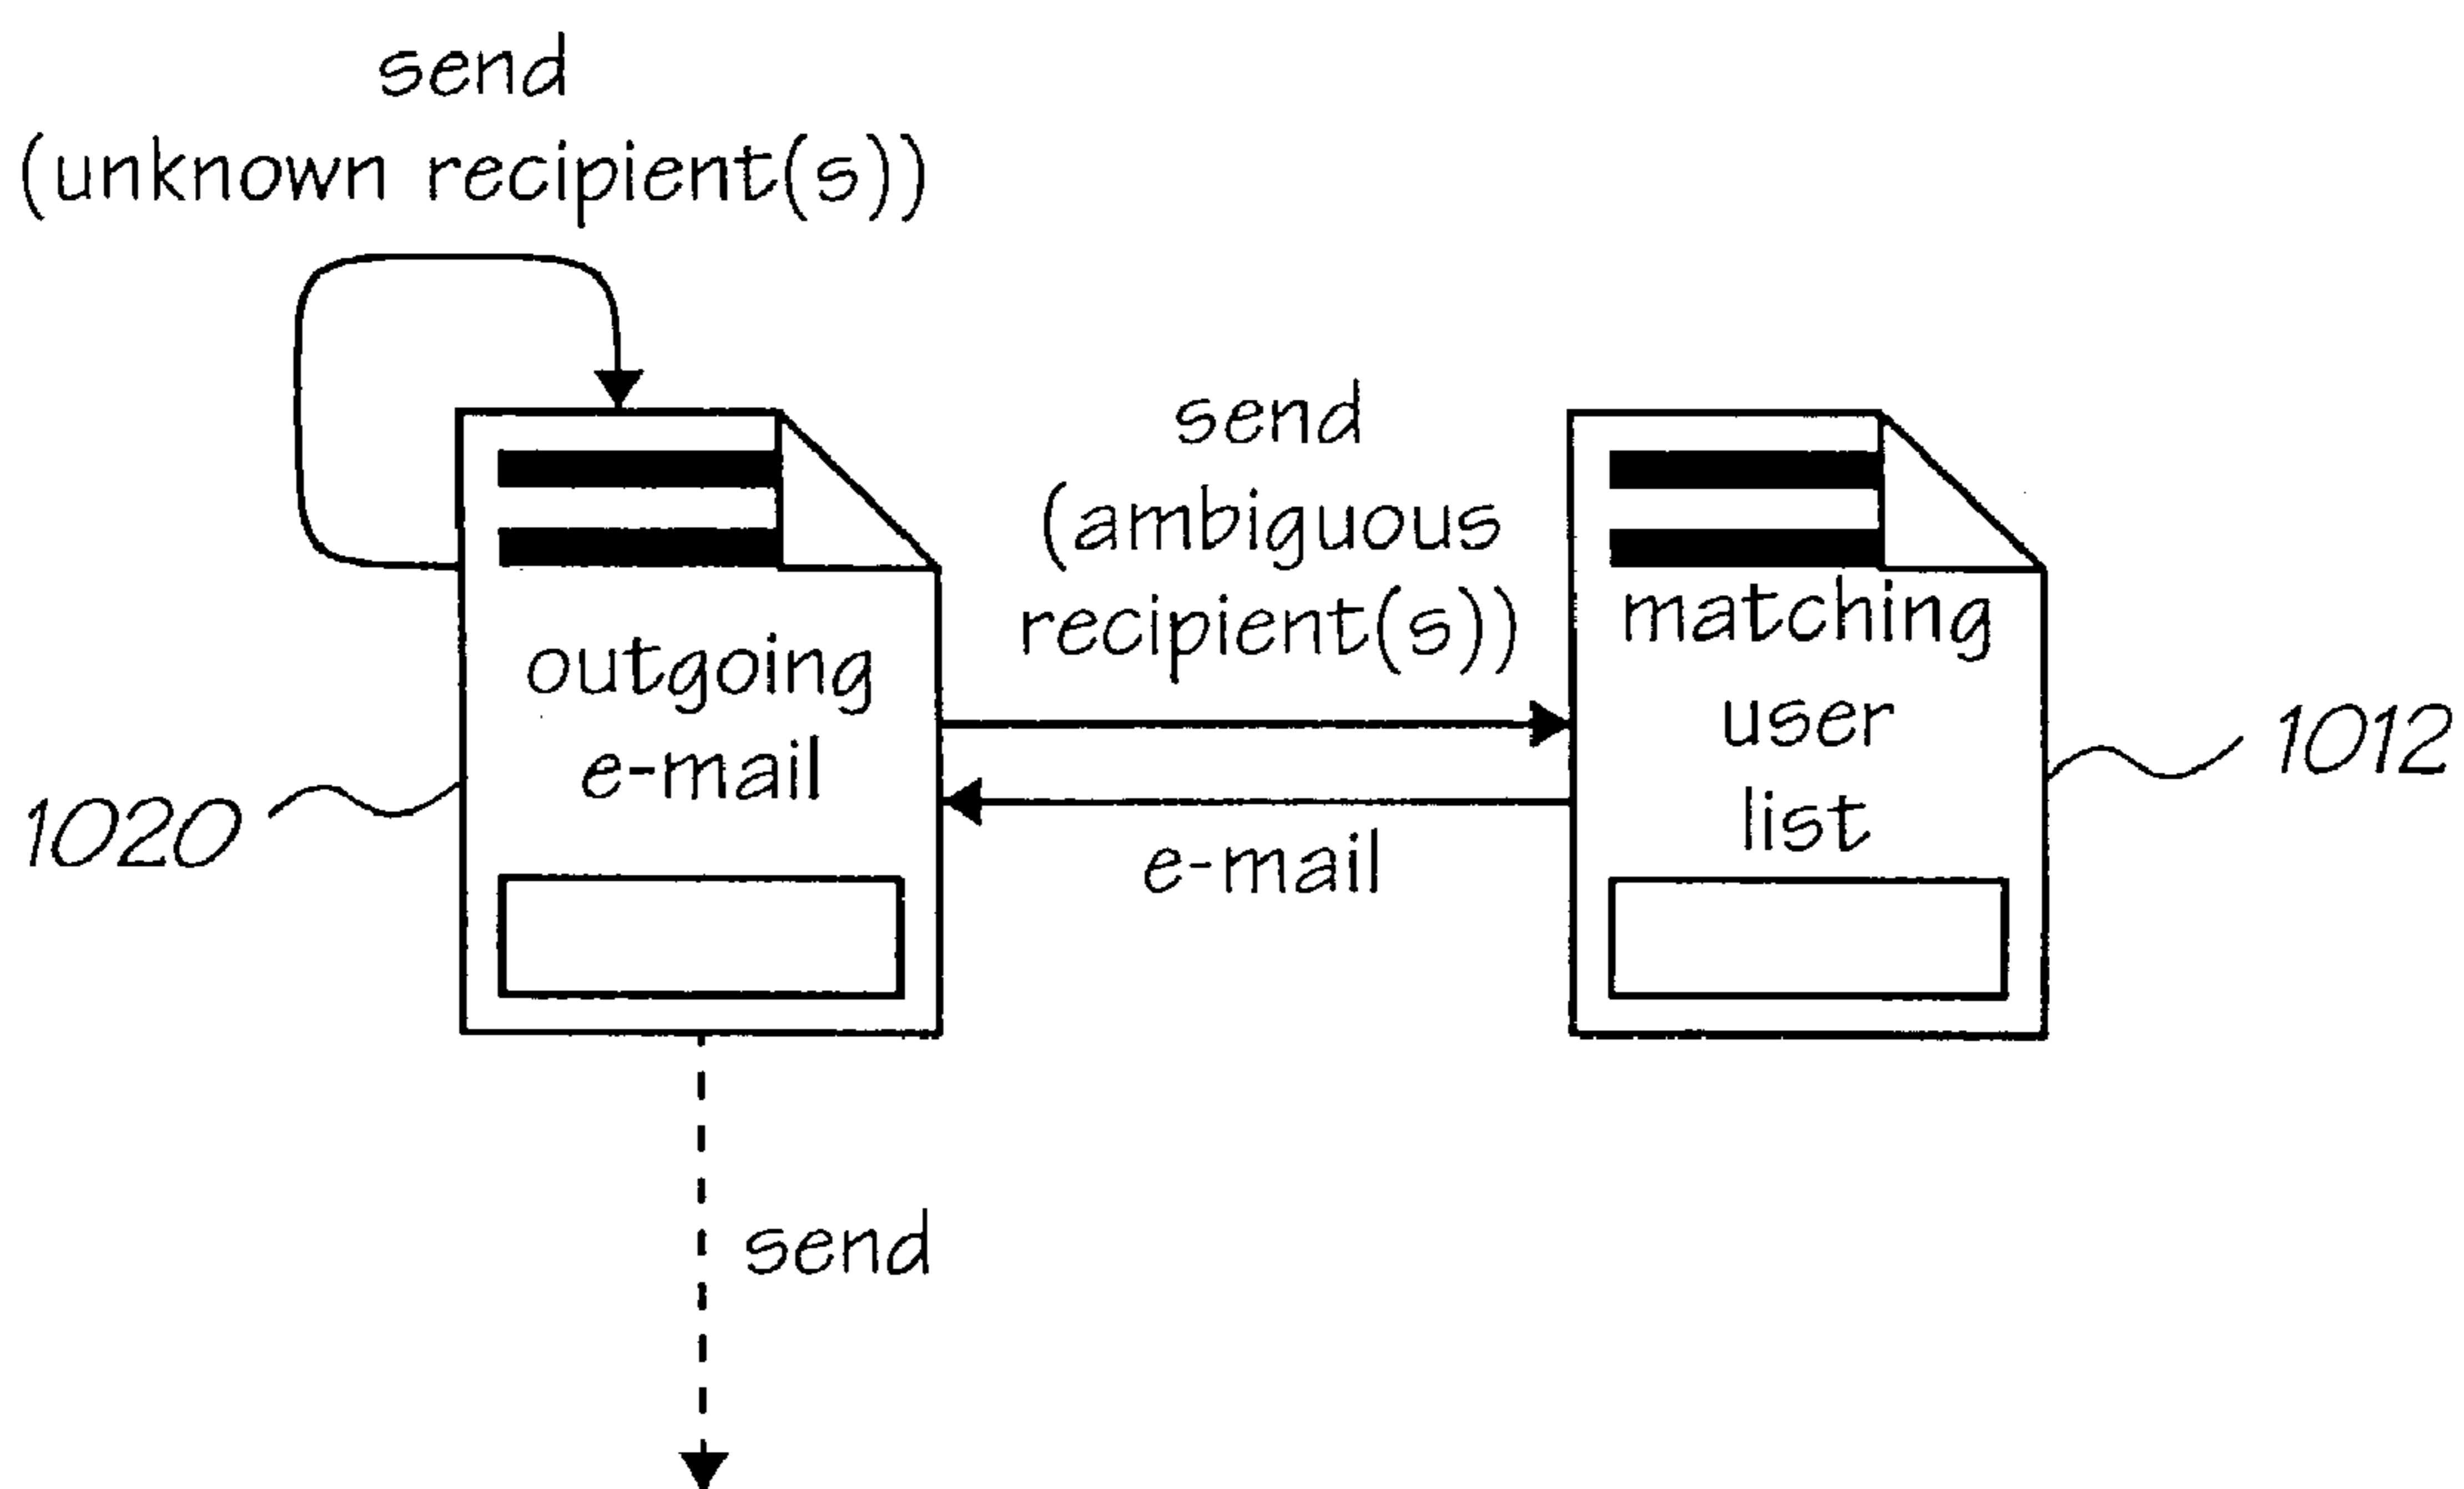 send
(unknown recipient(s))
send
(ambiguous
recipient(s))
outgoing
e-mail
matching
user
list
1012
1020
e-mail
send